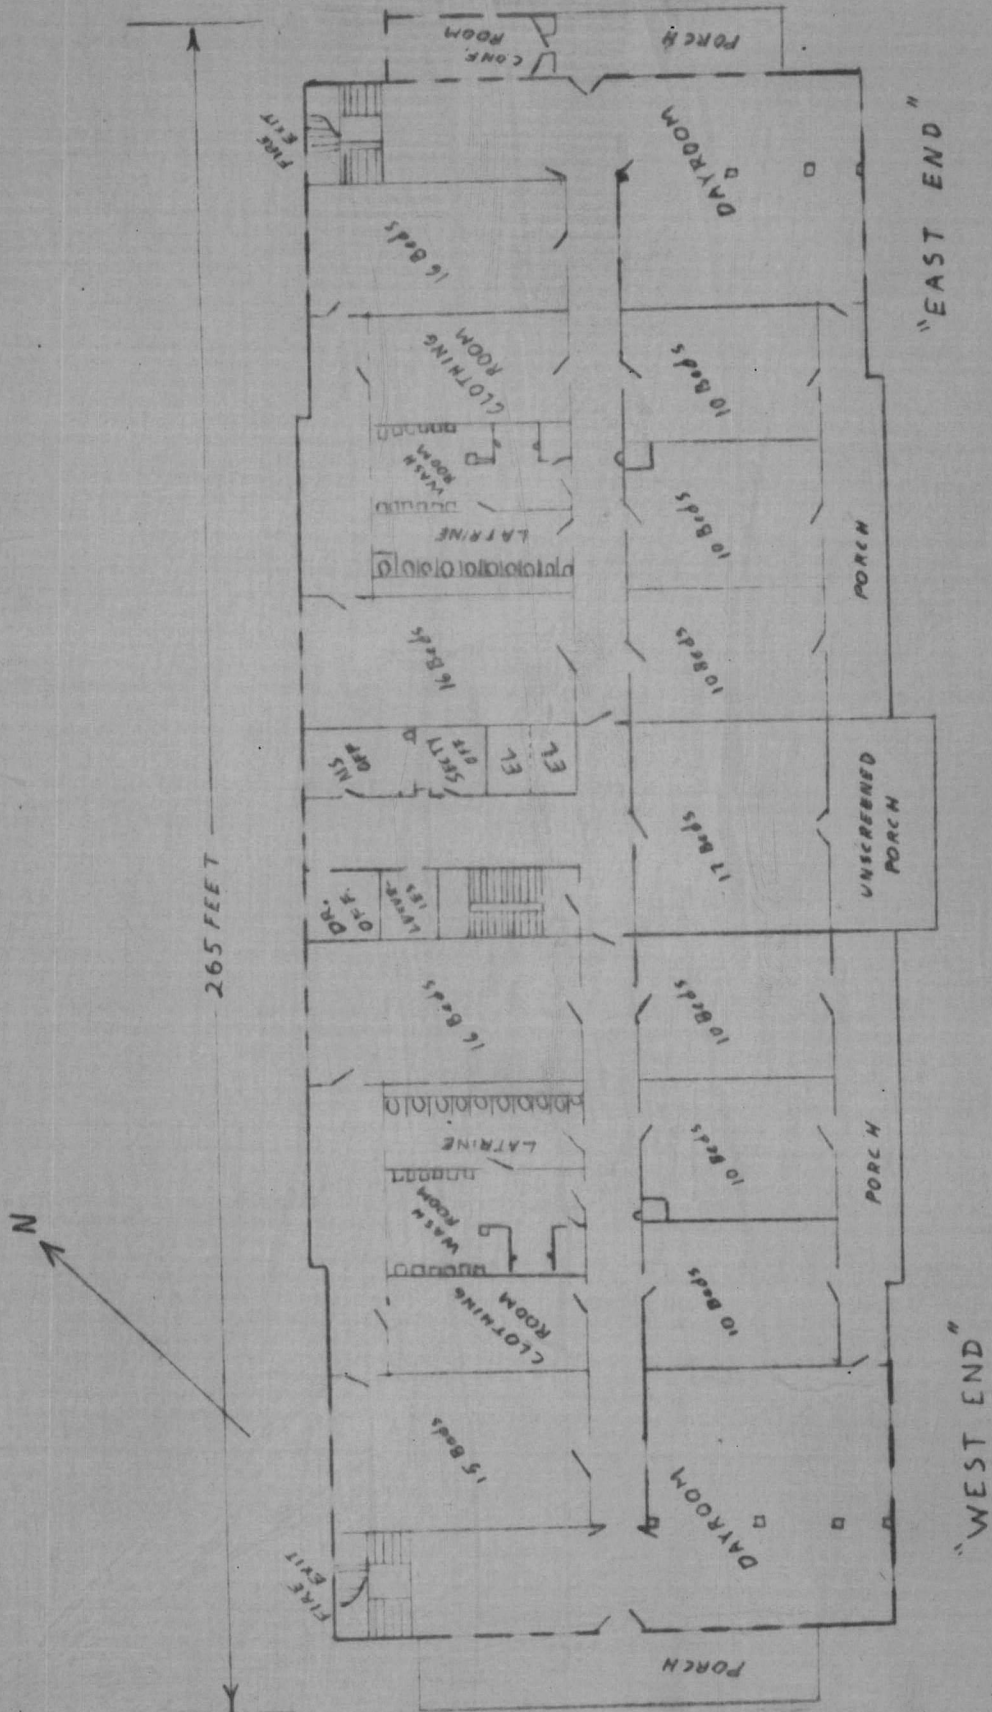 CONF.
ROOM
PORCH
FIRE
EXIT
DAYROOM
"EAST END"
16 Beds
CLOTHING
ROOM
10 Beds
WASH
ROOM
10 Beds
LATRINE
PORCH
16 Beds
10 Beds
NS
OFF
SECTY
OFF
EL
EL
17 Beds
UNSCREENED
PORCH
265 FEET
DR.
OFF.
16 Beds
10 Beds
LATRINE
10 Beds
PORCH
WASH
ROOM
N
CLOTHING
ROOM
10 Beds
"WEST END"
15 Beds
DAYROOM
FIRE
EXIT
PORCH